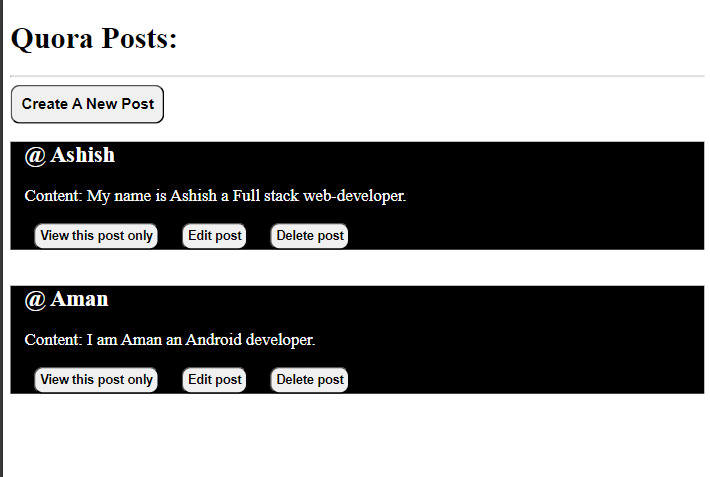 Quora Posts:
Create A New Post
@ Ashish
Content: My name is Ashish a Full stack web-developer.
View this post only Edit post Delete post
@ Aman
Content: I am Aman an Android developer.
View this post only Edit post Delete post